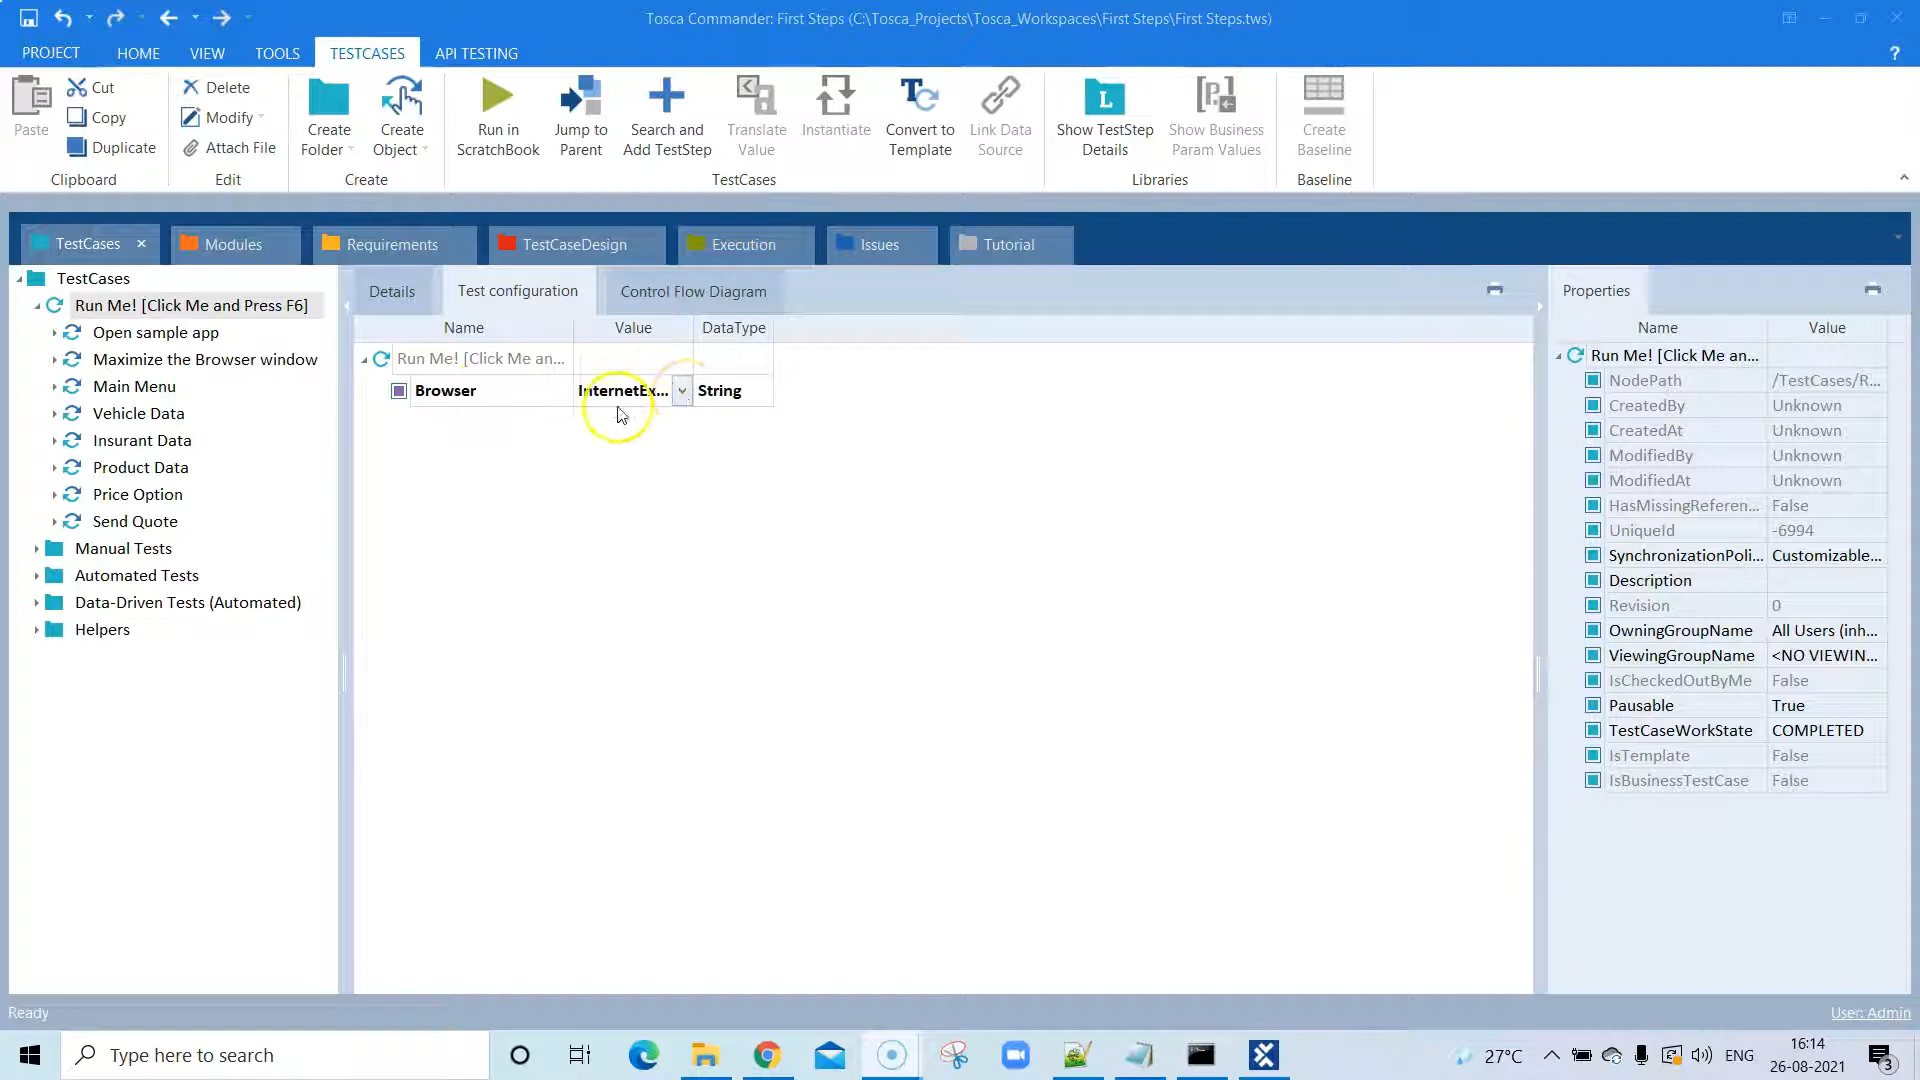 Tosca Commander: First Steps (C:\Tosca_Projects\Tosca_Workspaces\First Steps\First Steps.tws)
PROJECT HOME VIEW TOOLS TESTCASES API TESTING ?
Paste
Cut
Copy
Duplicate
Clipboard
Delete
Modify
Attach File
Edit
Create
Folder
Create
Object
Create
Run in
ScratchBook
Jump to
Parent
Search and
Add TestStep
Translate
Value
Instantiate
Convert to
Template
Link Data
Source
TestCases
L
Show TestStep
Details
Show Business
Param Values
Libraries
Create
Baseline
Baseline
TestCases Modules Requirements TestCaseDesign Execution Issues Tutorial
TestCases
Run Me! [Click Me and Press F6]
Open sample app
Maximize the Browser window
Main Menu
Vehicle Data
Insurant Data
Product Data
Price Option
Send Quote
Manual Tests
Automated Tests
Data-Driven Tests (Automated)
Helpers
Details Test configuration Control Flow Diagram
Name Value DataType
Run Me! [Click Me an...
Browser InternetEx... String
Properties
Name Value
Run Me! [Click Me an...
NodePath /TestCases/R...
CreatedBy Unknown
CreatedAt Unknown
ModifiedBy Unknown
ModifiedAt Unknown
HasMissingReferen... False
UniqueId -6994
SynchronizationPoli... Customizable...
Description
Revision 0
OwningGroupName All Users (inh...
ViewingGroupName <NO VIEWIN...
IsCheckedOutByMe False
Pausable True
TestCaseWorkState COMPLETED
IsTemplate False
IsBusinessTestCase False
Ready
User: Admin
Type here to search
27°C
ENG
16:14
26-08-2021
3